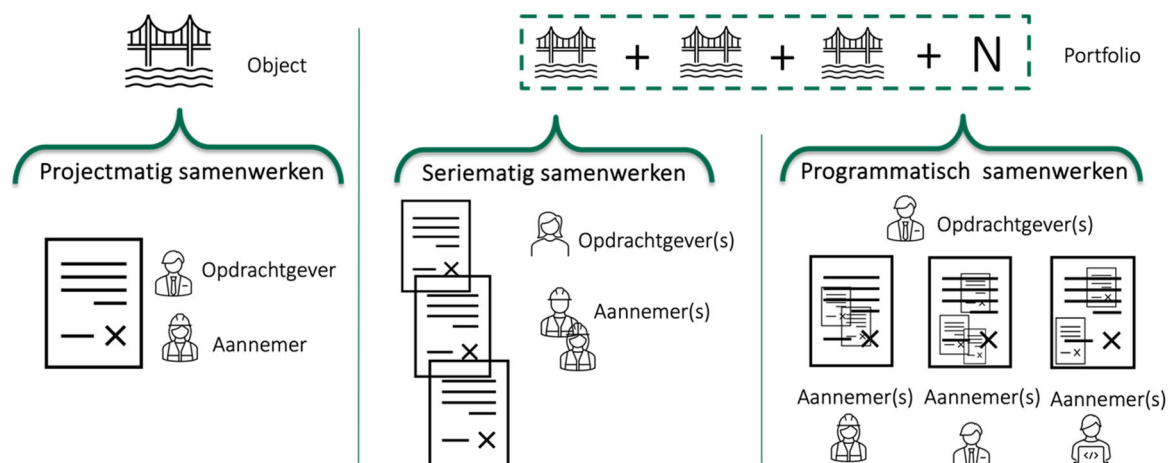 Object
+ + + N
Portfolio
Projectmatig samenwerken
Opdrachtgever
Aannemer
Seriematig samenwerken
Opdrachtgever(s)
Aannemer(s)
Programmatisch samenwerken
Opdrachtgever(s)
Aannemer(s) Aannemer(s) Aannemer(s)